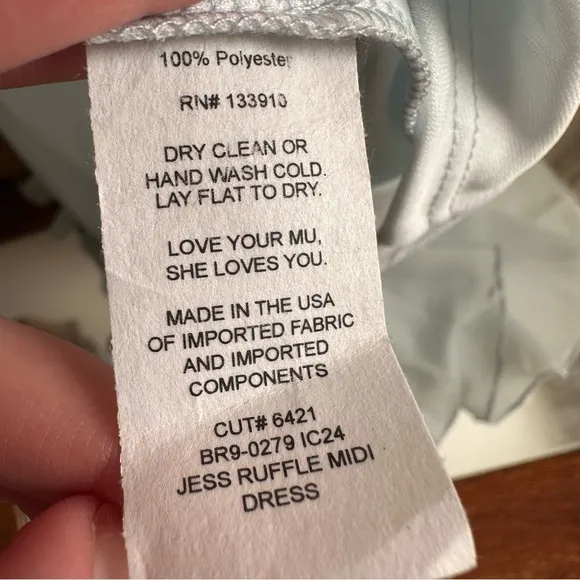 100% Polyester
RN# 133913
DRY CLEAN OR
HAND WASH COLD.
LAY FLAT TO DRY.
LOVE YOUR MU,
SHE LOVES YOU.
MADE IN THE USA
OF IMPORTED FABRIC
AND IMPORTED
COMPONENTS
CUT# 6421
BR9-0279 IC24
JESS RUFFLE MIDI
DRESS